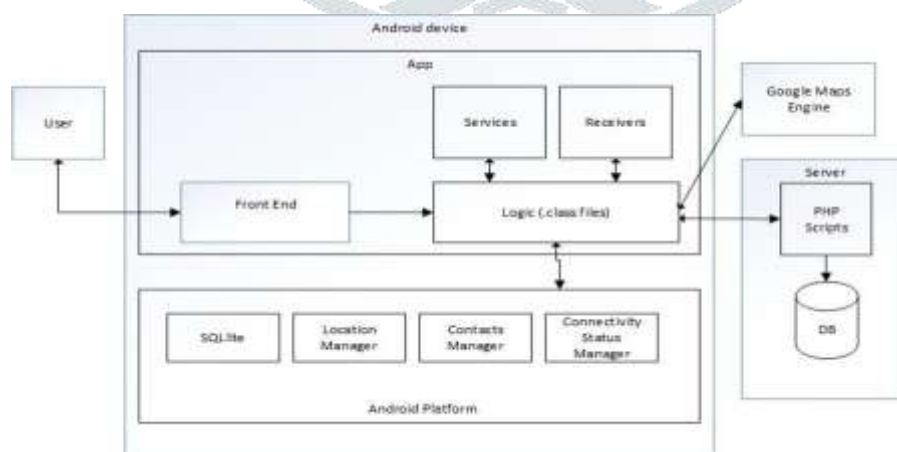 Android device
App
User
Services
Receivers
Google Maps
Engine
Server
Front End
Logic (.class files)
PHP
Scripts
SQLlite
Location
Manager
Contacts
Manager
Connectivity
Status
Manager
DB
Android Platform